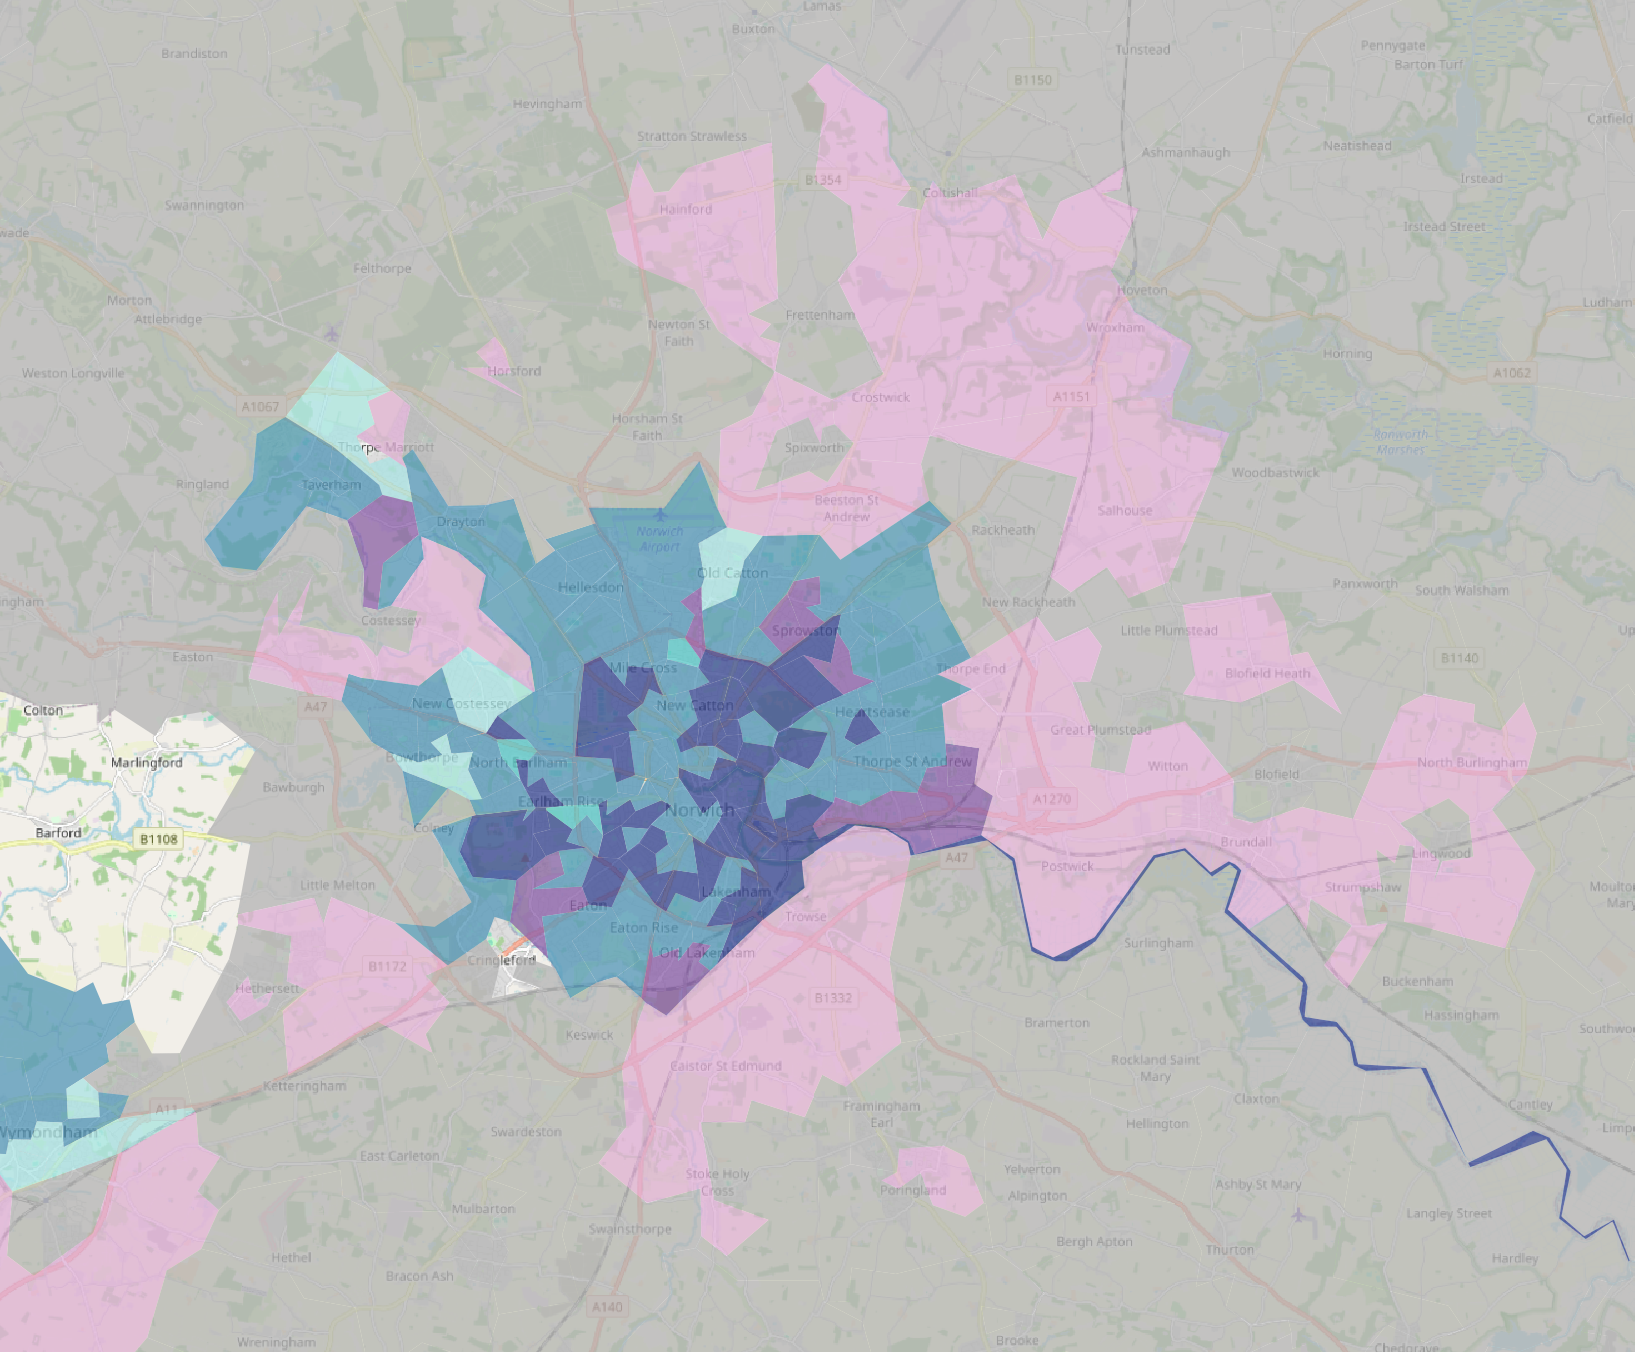 Lamas
Buxton
Brandiston
Tunstead
Pennygate
Barton Turf
B1150
Hevingham
Catfield
Stratton Strawless
Neatishead
Ashmanhaugh
B1354
Irstead
Coltishall
Swannington
Hainford
Irstead Street
Felthorpe
Hoveton
Morton
Ludham
Attlebridge
Frettenham
Newton St
Faith
Wroxham
Horning
Weston Longville
Horsford
A1062
Crostwick
A1151
A1067
Horsham St
Faith
Ranworth
Marshes
Thorpe Marriott
Spixworth
Woodbastwick
Ringland
Taverham
Beeston St
Andrew
Salhouse
Drayton
Norwich
Airport
Rackheath
Old Catton
Hellesdon
Panxworth
South Walsham
New Rackheath
Costessey
Sprowston
Little Plumstead
Easton
Mile Cross
Thorpe End
B1140
Blofield Heath
New Costessey
New Catton
A47
Colton
Heartsease
Great Plumstead
Bowthorpe
North Earlham
Thorpe St Andrew
Marlingford
Witton
North Burlingham
Blofield
Bawburgh
Earlham Rise
A1270
Norwich
Barford
Colney
B1108
Brundall
A47
Lingwood
Postwick
Little Melton
Lakenham
Strumpshaw
Eaton
Trowse
Eaton Rise
Surlingham
Old Lakenham
Cringleford
B1172
Buckenham
Hethersett
B1332
Hassingham
Bramerton
Keswick
Rockland Saint
Mary
Caistor St Edmund
Ketteringham
Claxton
A11
Framingham
Earl
Cantley
Hellington
Wymondham
Swardeston
East Carleton
Yelverton
Stoke Holy
Cross
Ashby St Mary
Poringland
Alpington
Mulbarton
Langley Street
Swainsthorpe
Bergh Apton
Thurton
Hethel
Hardley
Bracon Ash
A140
Wreningham
Brooke
Chedgrave